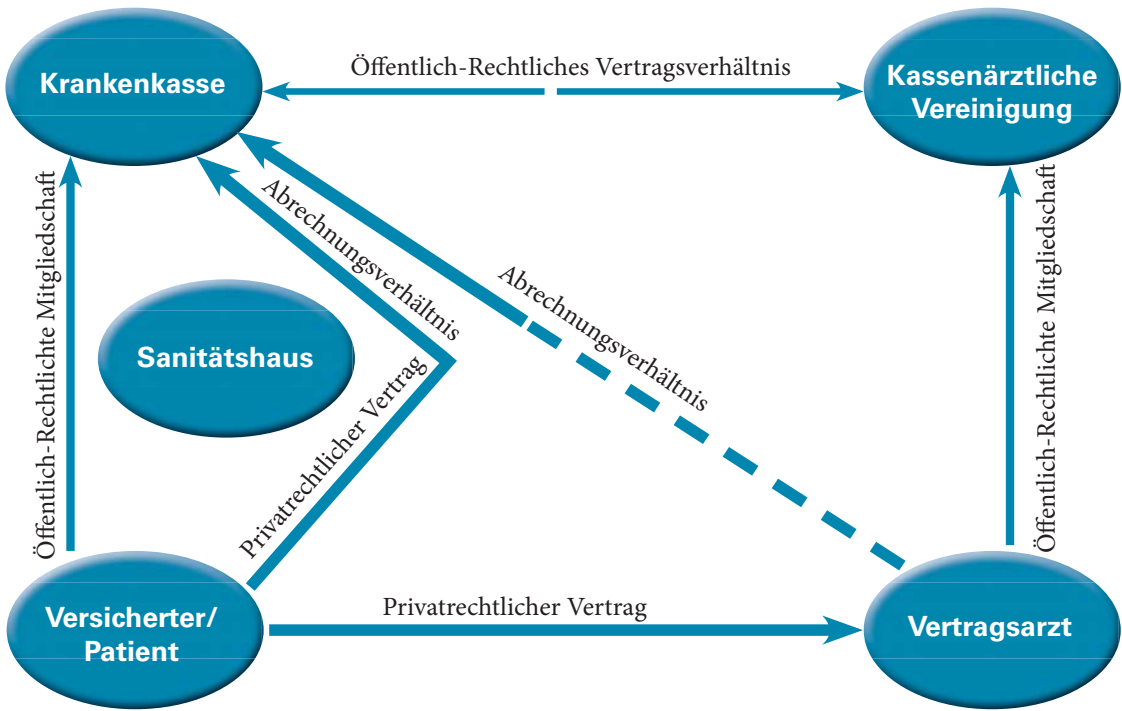 Krankenkasse
Öffentlich-Rechtliches Vertragsverhältnis
Kassenärztliche
Vereinigung
Öffentlich-Rechtlichte Mitgliedschaft
Abrechnungsverhältnis
Abrechnungsverhältnis
Öffentlich-Rechtlichte Mitgliedschaft
Sanitätshaus
Privatrechtlicher Vertrag
Versicherter/
Patient
Privatrechtlicher Vertrag
Vertragsarzt